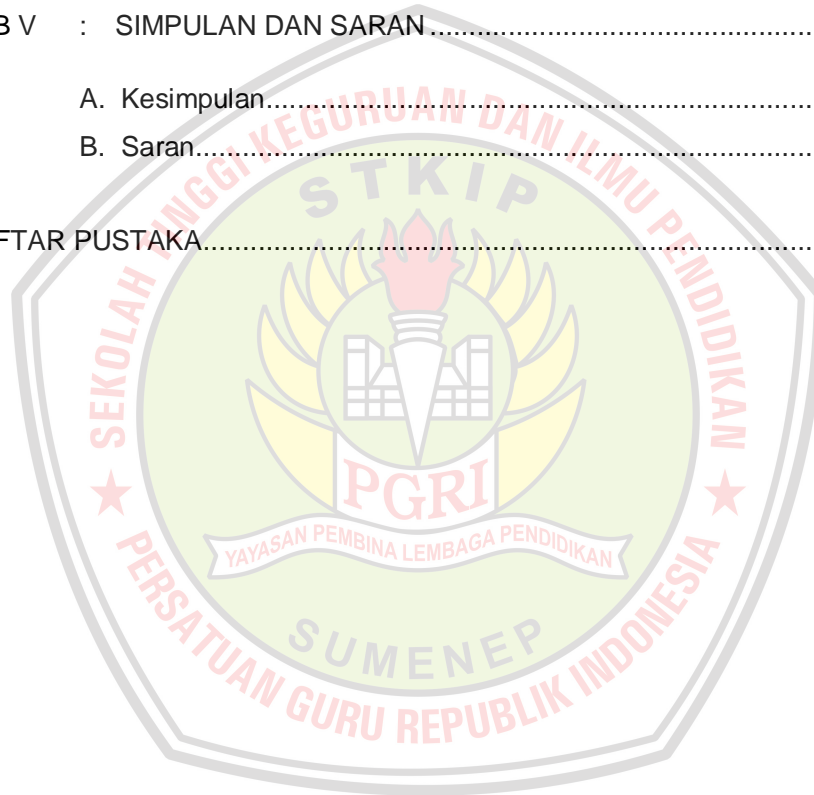 B V : SIMPULAN DAN SARAN ................................................
A. Kesimpulan......................................................................
B. Saran...............................................................................
FTAR PUSTAKA..............................................................................
SEKOLAH TINGGI KEGURUAN DAN ILMU PENDIDIKAN
STKIP
PGRI
YAYASAN PEMBINA LEMBAGA PENDIDIKAN
SUMENEP
★ PERSATUAN GURU REPUBLIK INDONESIA ★